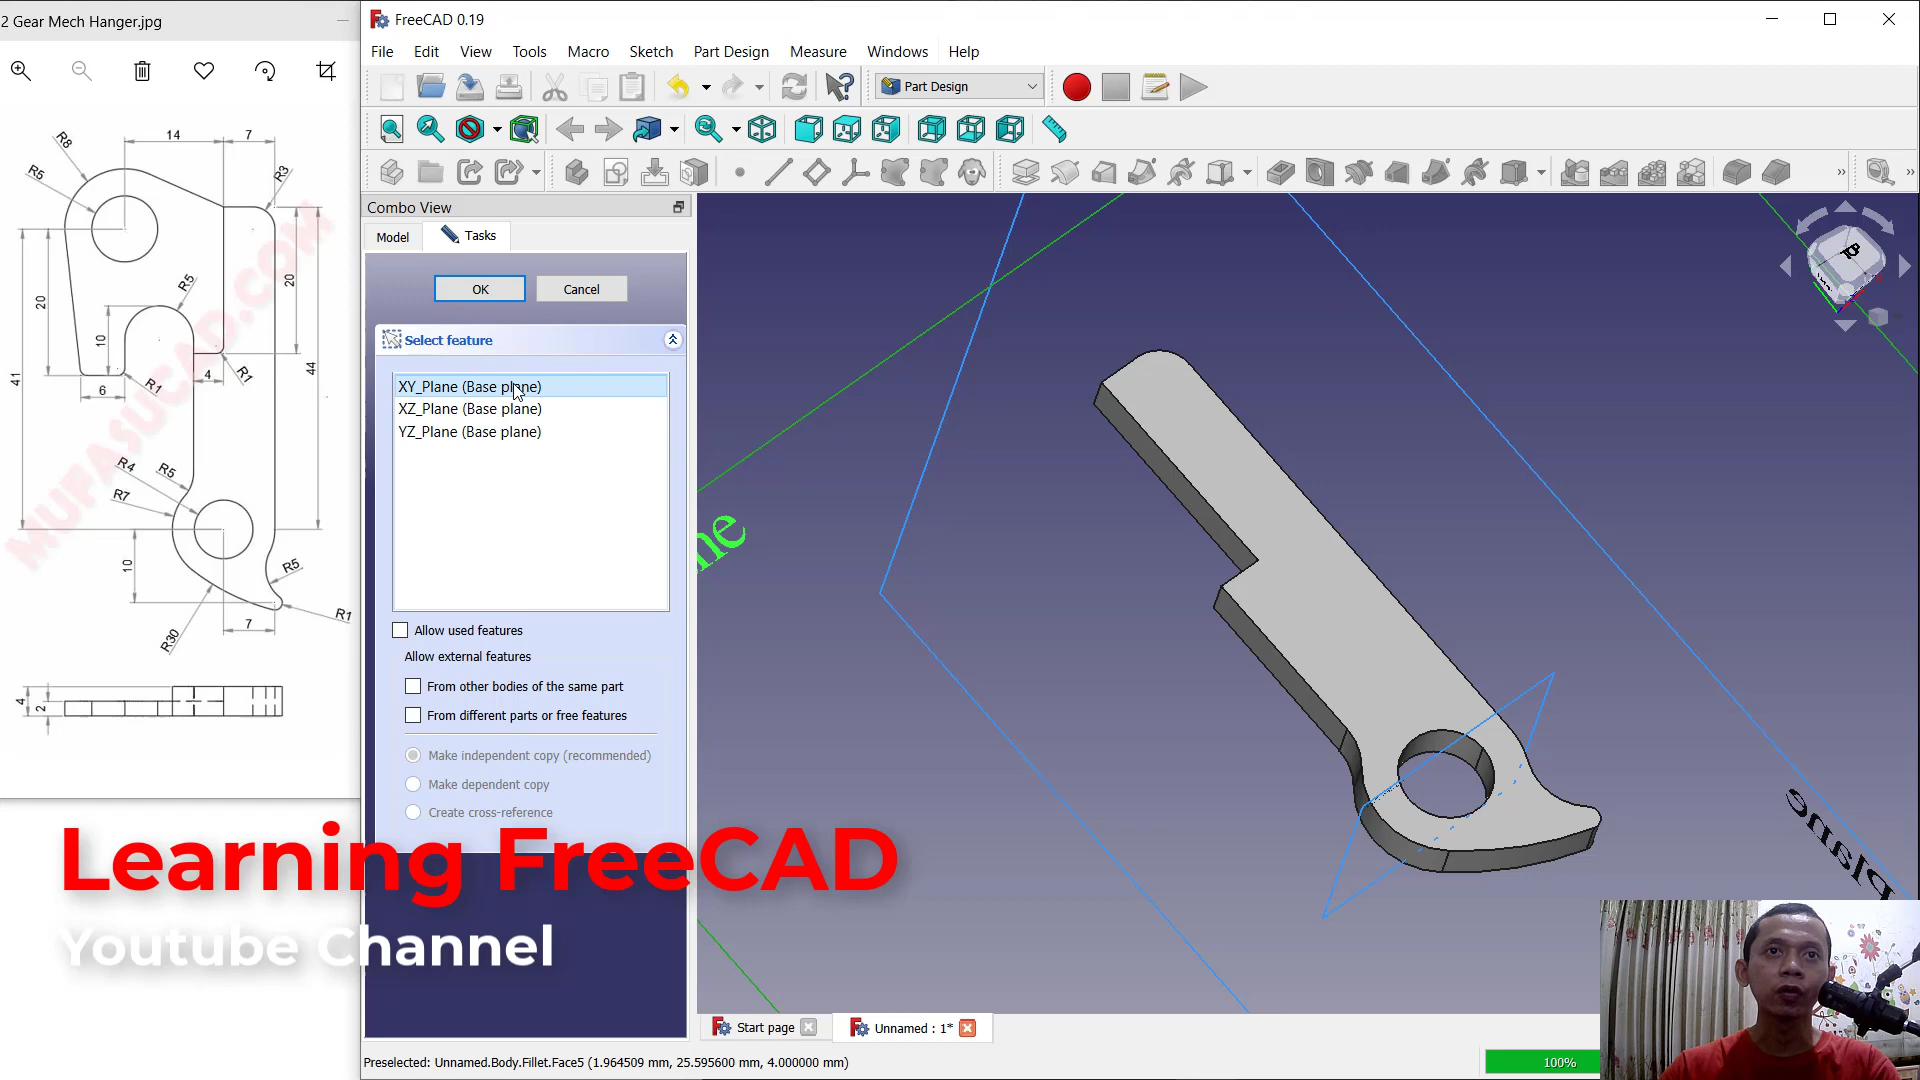 2 Gear Mech Hanger.jpg
FreeCAD 0.19
File Edit View Tools Macro Sketch Part Design Measure Windows Help
Part Design
Combo View
Model Tasks
OK Cancel
Select feature
XY_Plane (Base plane)
XZ_Plane (Base plane)
YZ_Plane (Base plane)
Allow used features
Allow external features
From other bodies of the same part
From different parts or free features
Make independent copy (recommended)
Make dependent copy
Create cross-reference
R8
14
7
R5
R3
20
R5
20
10
41
44
4
R1
6
R1
R4
R5
R7
10
R5
R1
7
R30
4
2
MUFASUCAD.COM
ne
plane
Learning FreeCAD
Youtube Channel
Start page
Unnamed : 1*
Preselected: Unnamed.Body.Fillet.Face5 (1.964509 mm, 25.595600 mm, 4.000000 mm)
100%